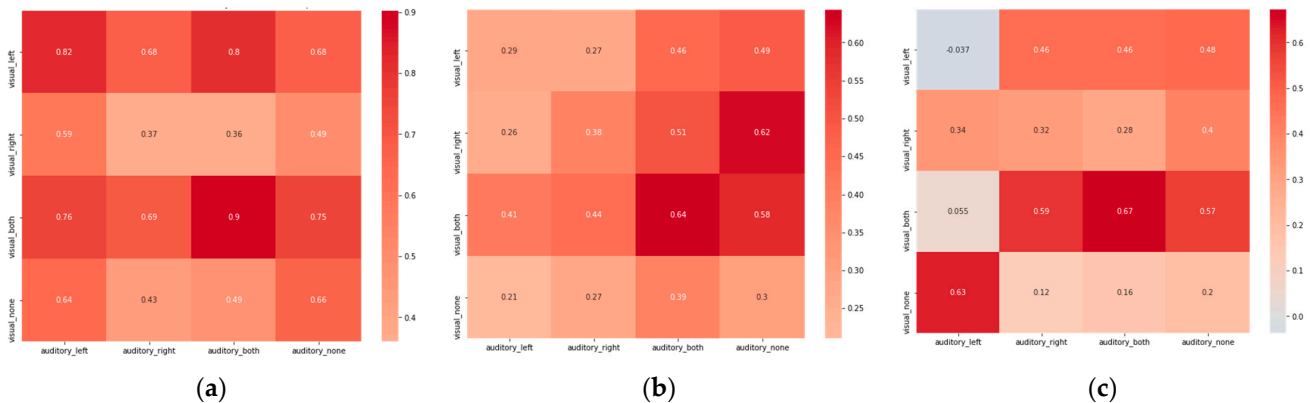 0.9
0.8
0.7
0.6
0.5
0.4
visual_left
visual_right
visual_both
visual_none
0.82 0.68 0.8 0.68
0.59 0.37 0.36 0.49
0.76 0.69 0.9 0.75
0.64 0.43 0.49 0.66
auditory_left auditory_right auditory_both auditory_none
(a)
0.60
0.55
0.50
0.45
0.40
0.35
0.30
0.25
visual_left
visual_right
visual_both
visual_none
0.29 0.27 0.46 0.49
0.26 0.38 0.51 0.62
0.41 0.44 0.64 0.58
0.21 0.27 0.39 0.3
auditory_left auditory_right auditory_both auditory_none
(b)
0.6
0.5
0.4
0.3
0.2
0.1
0.0
visual_left
visual_right
visual_both
visual_none
-0.037 0.46 0.46 0.48
0.34 0.32 0.28 0.4
0.055 0.59 0.67 0.57
0.63 0.12 0.16 0.2
auditory_left auditory_right auditory_both auditory_none
(c)